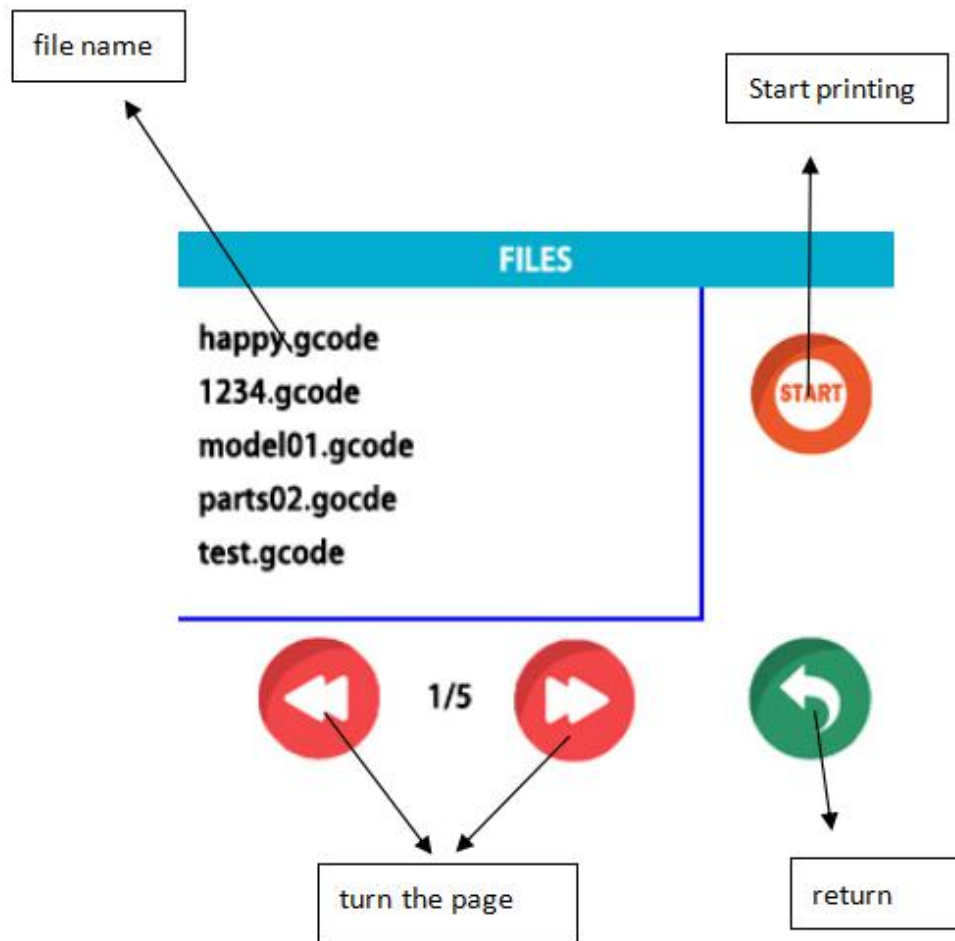 file name
Start printing
FILES
happy.gcode
START
1234.gcode
model01.gcode
parts02.gocde
test.gcode
1/5
turn the page
return